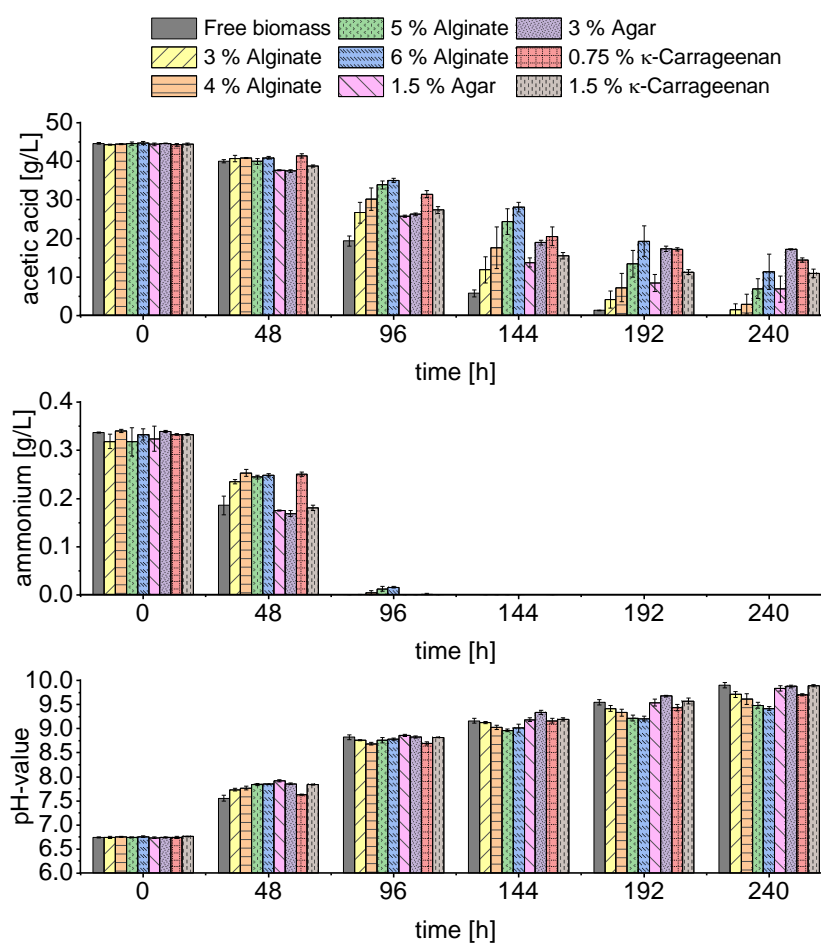 Free biomass 5 % Alginate 3 % Agar
3 % Alginate 6 % Alginate 0.75 % κ-Carrageenan
4 % Alginate 1.5 % Agar 1.5 % κ-Carrageenan
acetic acid [g/L]
50
40
30
20
10
0
0 48 96 144 192 240
time [h]
ammonium [g/L]
0.4
0.3
0.2
0.1
0.0
0 48 96 144 192 240
time [h]
pH-value
10.0
9.5
9.0
8.5
8.0
7.5
7.0
6.5
6.0
0 48 96 144 192 240
time [h]